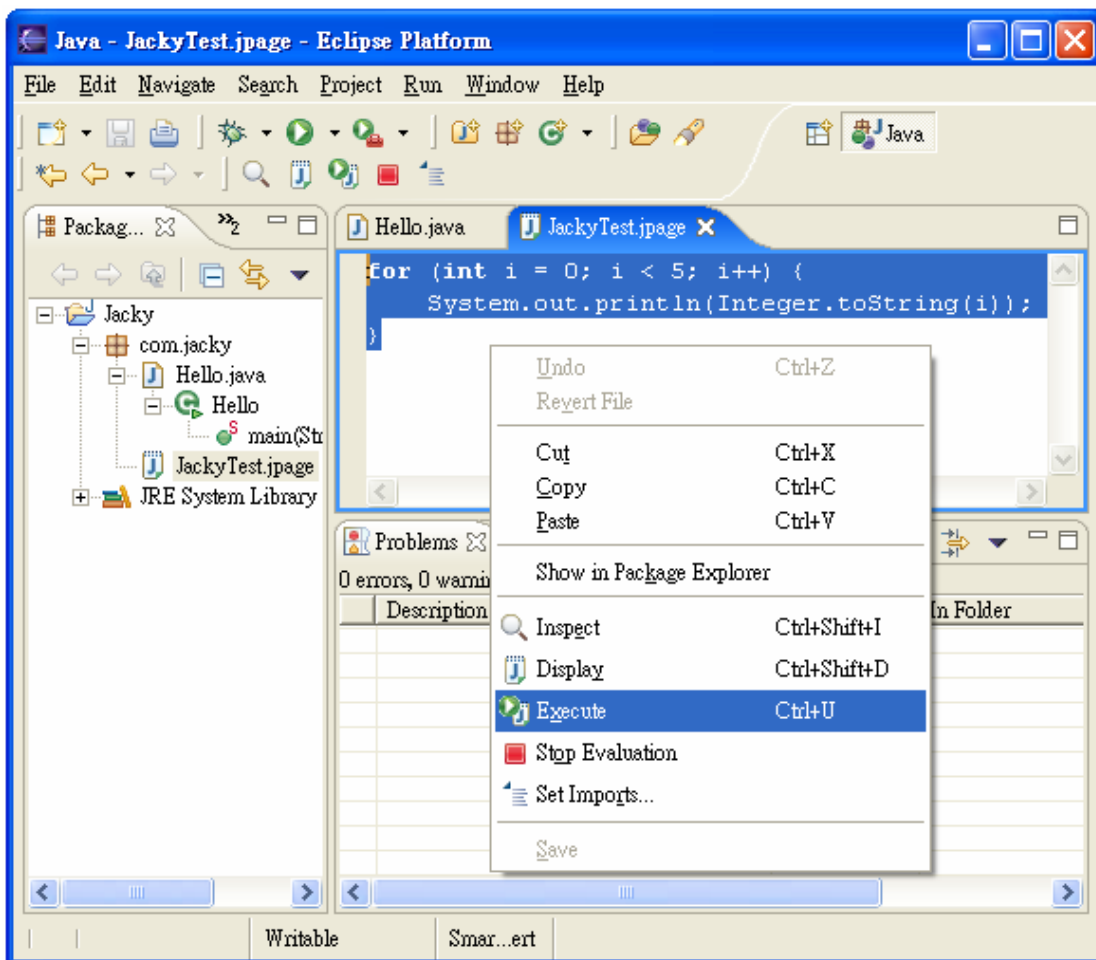 Java - JackyTest.jpage - Eclipse Platform
File Edit Navigate Search Project Run Window Help
Java
Packag... »2
Hello.java JackyTest.jpage
for (int i = 0; i < 5; i++) {
System.out.println(Integer.toString(i));
}
Jacky
com.jacky
Hello.java
Hello
main(Str
JackyTest.jpage
JRE System Library
Undo Ctrl+Z
Revert File
Cut Ctrl+X
Copy Ctrl+C
Paste Ctrl+V
Show in Package Explorer
Inspect Ctrl+Shift+I
Display Ctrl+Shift+D
Execute Ctrl+U
Stop Evaluation
Set Imports...
Save
Problems
0 errors, 0 warnin
Description In Folder
Writable Smar...ert